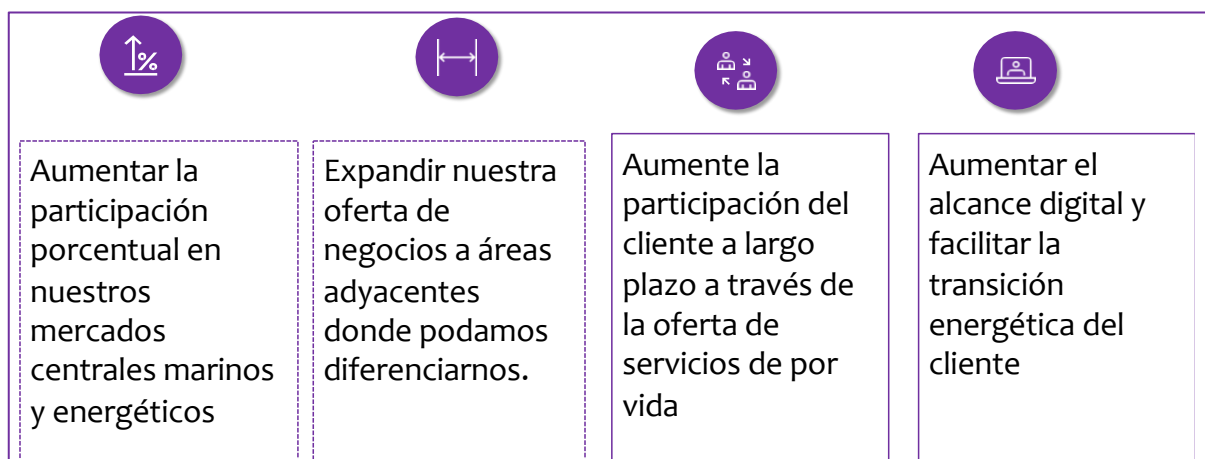 %
Aumentar la
participación
porcentual en
nuestros
mercados
centrales marinos
y energéticos
Expandir nuestra
oferta de
negocios a áreas
adyacentes
donde podamos
diferenciarnos.
Aumente la
participación del
cliente a largo
plazo a través de
la oferta de
servicios de por
vida
Aumentar el
alcance digital y
facilitar la
transición
energética del
cliente